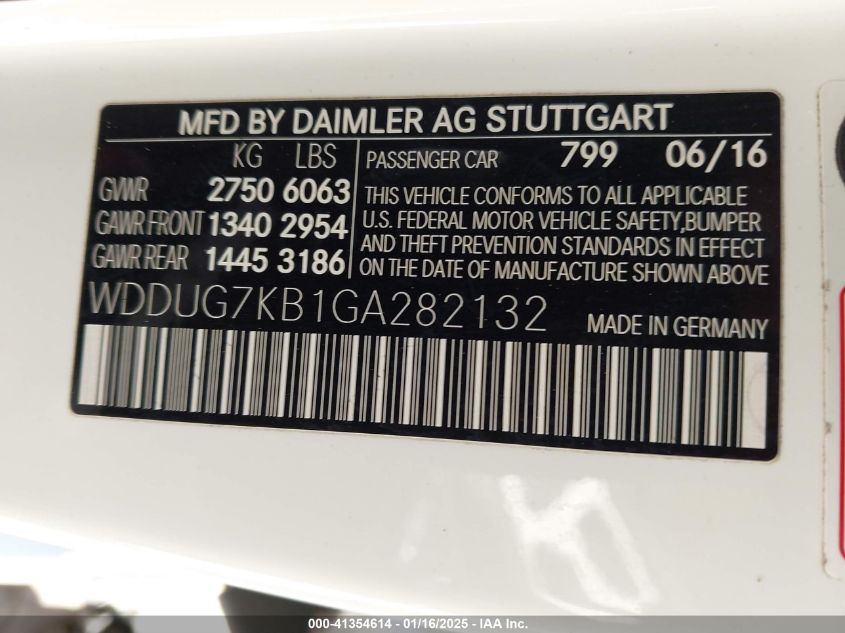 MFD BY DAIMLER AG STUTTGART
KG LBS
GVWR 2750 6063
GAWR FRONT 1340 2954
GAWR REAR 1445 3186
PASSENGER CAR 799 06/16
THIS VEHICLE CONFORMS TO ALL APPLICABLE
U.S. FEDERAL MOTOR VEHICLE SAFETY,BUMPER
AND THEFT PREVENTION STANDARDS IN EFFECT
ON THE DATE OF MANUFACTURE SHOWN ABOVE
WDDUG7KB1GA282132
MADE IN GERMANY
000-41354614 - 01/16/2025 - IAA Inc.